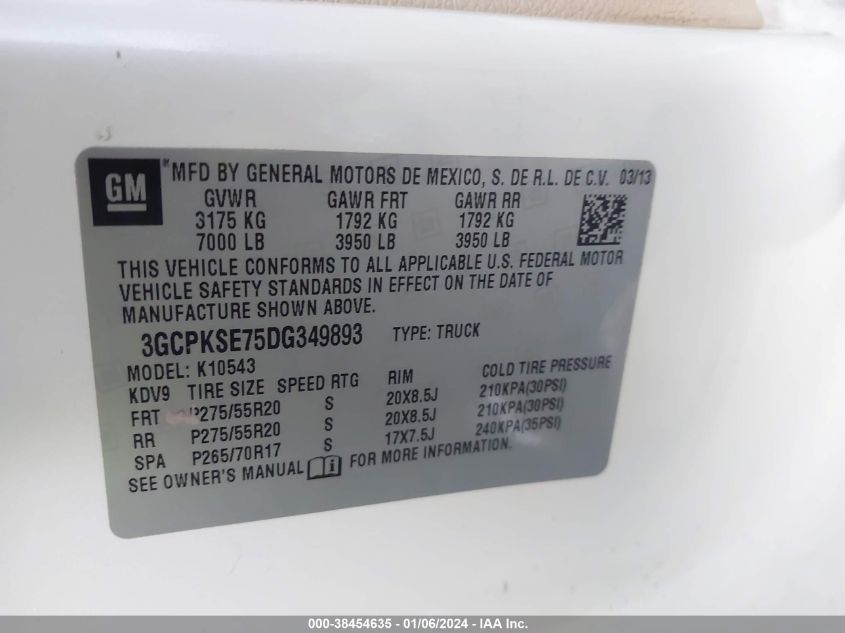 GM
MFD BY GENERAL MOTORS DE MEXICO, S. DE R.L. DE C.V. 03/13
GVWR GAWR FRT GAWR RR
3175 KG 1792 KG 1792 KG
7000 LB 3950 LB 3950 LB
THIS VEHICLE CONFORMS TO ALL APPLICABLE U.S. FEDERAL MOTOR
VEHICLE SAFETY STANDARDS IN EFFECT ON THE DATE OF
MANUFACTURE SHOWN ABOVE.
3GCPKSE75DG349893 TYPE: TRUCK
MODEL: K10543
KDV9 TIRE SIZE SPEED RTG RIM COLD TIRE PRESSURE
FRT P275/55R20 S 20X8.5J 210KPA(30PSI)
RR P275/55R20 S 20X8.5J 210KPA(30PSI)
SPA P265/70R17 S 17X7.5J 240KPA(35PSI)
SEE OWNER'S MANUAL FOR MORE INFORMATION.
000-38454635 - 01/06/2024 - IAA Inc.